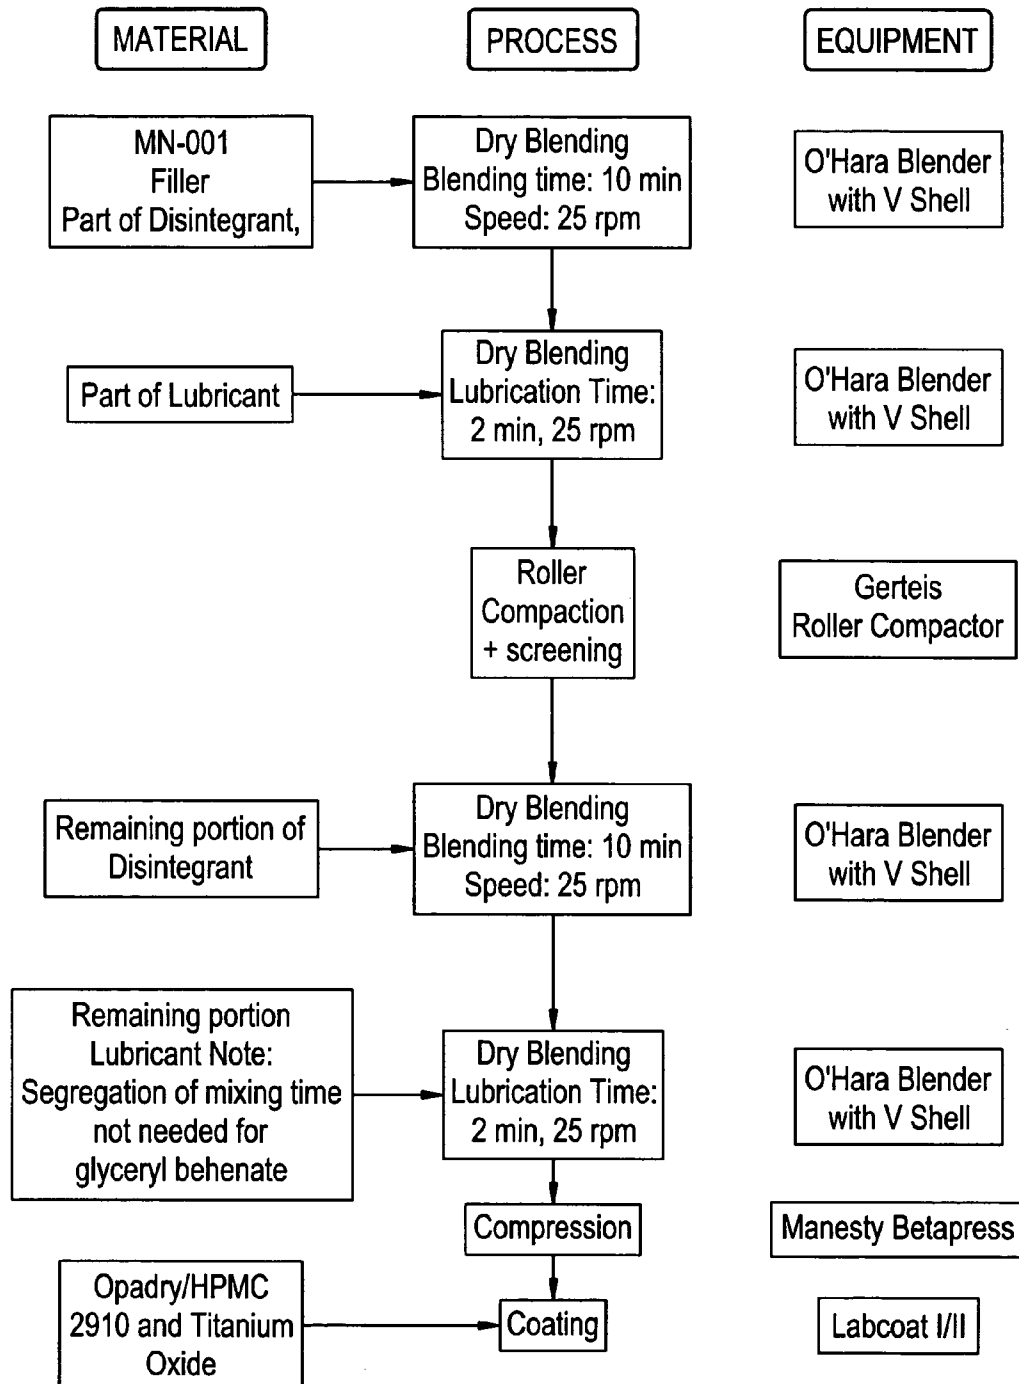 MATERIAL
PROCESS
EQUIPMENT
MN-001
Filler
Part of Disintegrant,
Dry Blending
Blending time: 10 min
Speed: 25 rpm
O'Hara Blender
with V Shell
Part of Lubricant
Dry Blending
Lubrication Time:
2 min, 25 rpm
O'Hara Blender
with V Shell
Roller
Compaction
+ screening
Gerteis
Roller Compactor
Remaining portion of
Disintegrant
Dry Blending
Blending time: 10 min
Speed: 25 rpm
O'Hara Blender
with V Shell
Remaining portion
Lubricant Note:
Segregation of mixing time
not needed for
glyceryl behenate
Dry Blending
Lubrication Time:
2 min, 25 rpm
O'Hara Blender
with V Shell
Compression
Manesty Betapress
Opadry/HPMC
2910 and Titanium
Oxide
Coating
Labcoat I/II